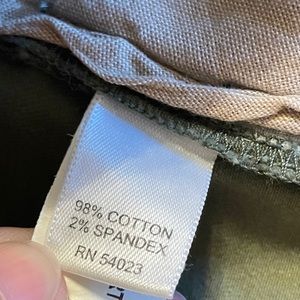 98% COTTON
2% SPANDEX
RN 54023